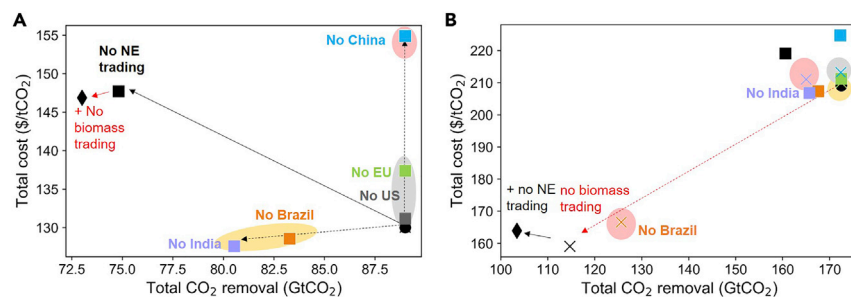 A
Total cost ($/tCO2)
155
150
145
140
135
130
72.5
75.0
77.5
80.0
82.5
85.0
87.5
Total CO2 removal (GtCO2)
No NE
trading
+ No
biomass
trading
No China
No EU
No US
No Brazil
No India
B
Total cost ($/tCO2)
220
210
200
190
180
170
160
100
110
120
130
140
150
160
170
Total CO2 removal (GtCO2)
No India
+ no NE
trading
no biomass
trading
No Brazil